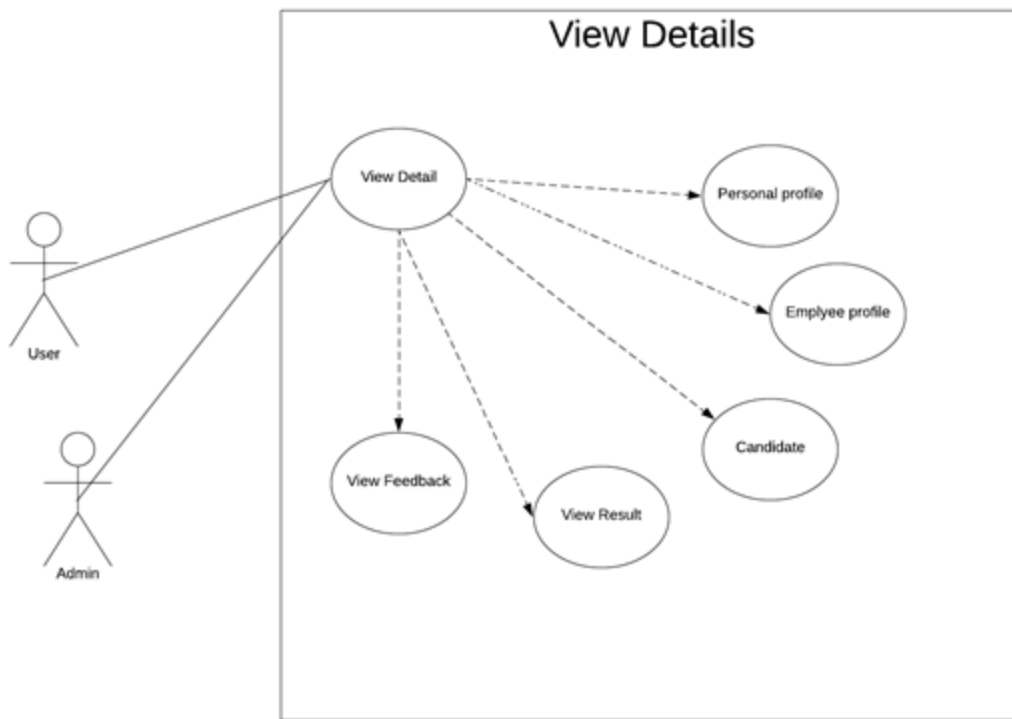 View Details
View Detail
Personal profile
Emplyee profile
Candidate
View Feedback
View Result
User
Admin